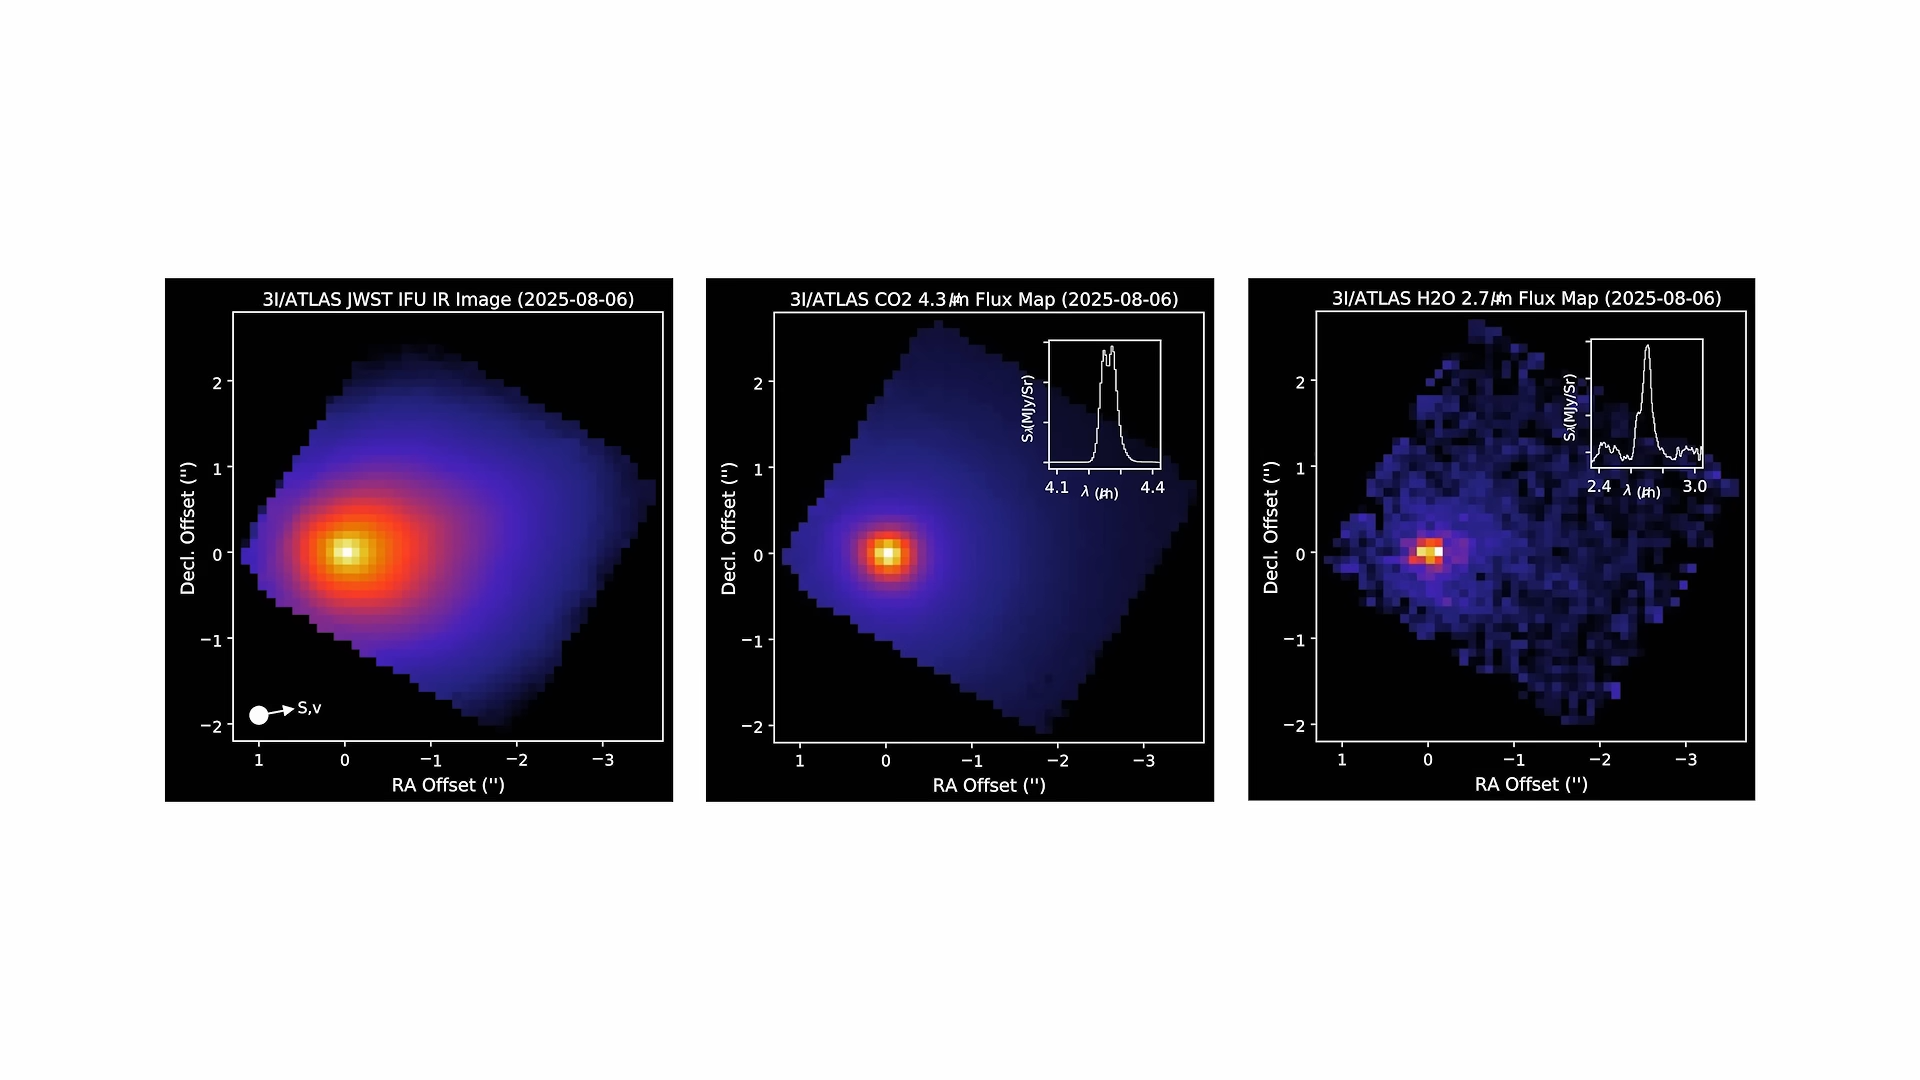 3I/ATLAS JWST IFU IR Image (2025-08-06)
Decl. Offset ('')
2
1
0
−1
−2
S,v
1 0 −1 −2 −3
RA Offset ('')
3I/ATLAS CO2 4.3μm Flux Map (2025-08-06)
Decl. Offset ('')
2
1
0
−1
−2
Sλ(MJy/Sr)
4.1 λ (μm) 4.4
1 0 −1 −2 −3
RA Offset ('')
3I/ATLAS H2O 2.7μm Flux Map (2025-08-06)
Decl. Offset ('')
2
1
0
−1
−2
Sλ(MJy/Sr)
2.4 λ (μm) 3.0
1 0 −1 −2 −3
RA Offset ('')